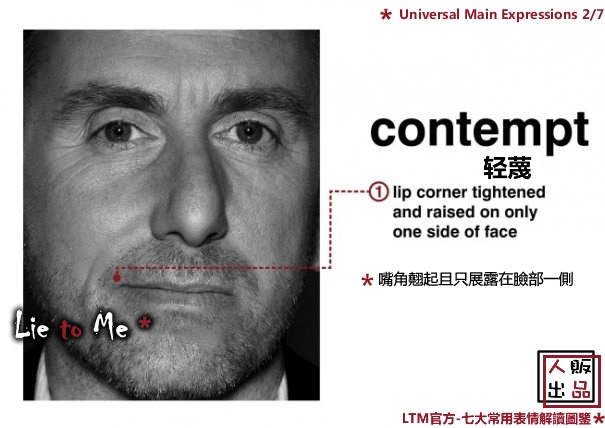 * Universal Main Expressions 2/7
contempt
轻蔑
1 lip corner tightened
and raised on only
one side of face
* 嘴角翹起且只展露在臉部一側
Lie to Me *
人販
出品
LTM官方-七大常用表情解讀圖鑒*